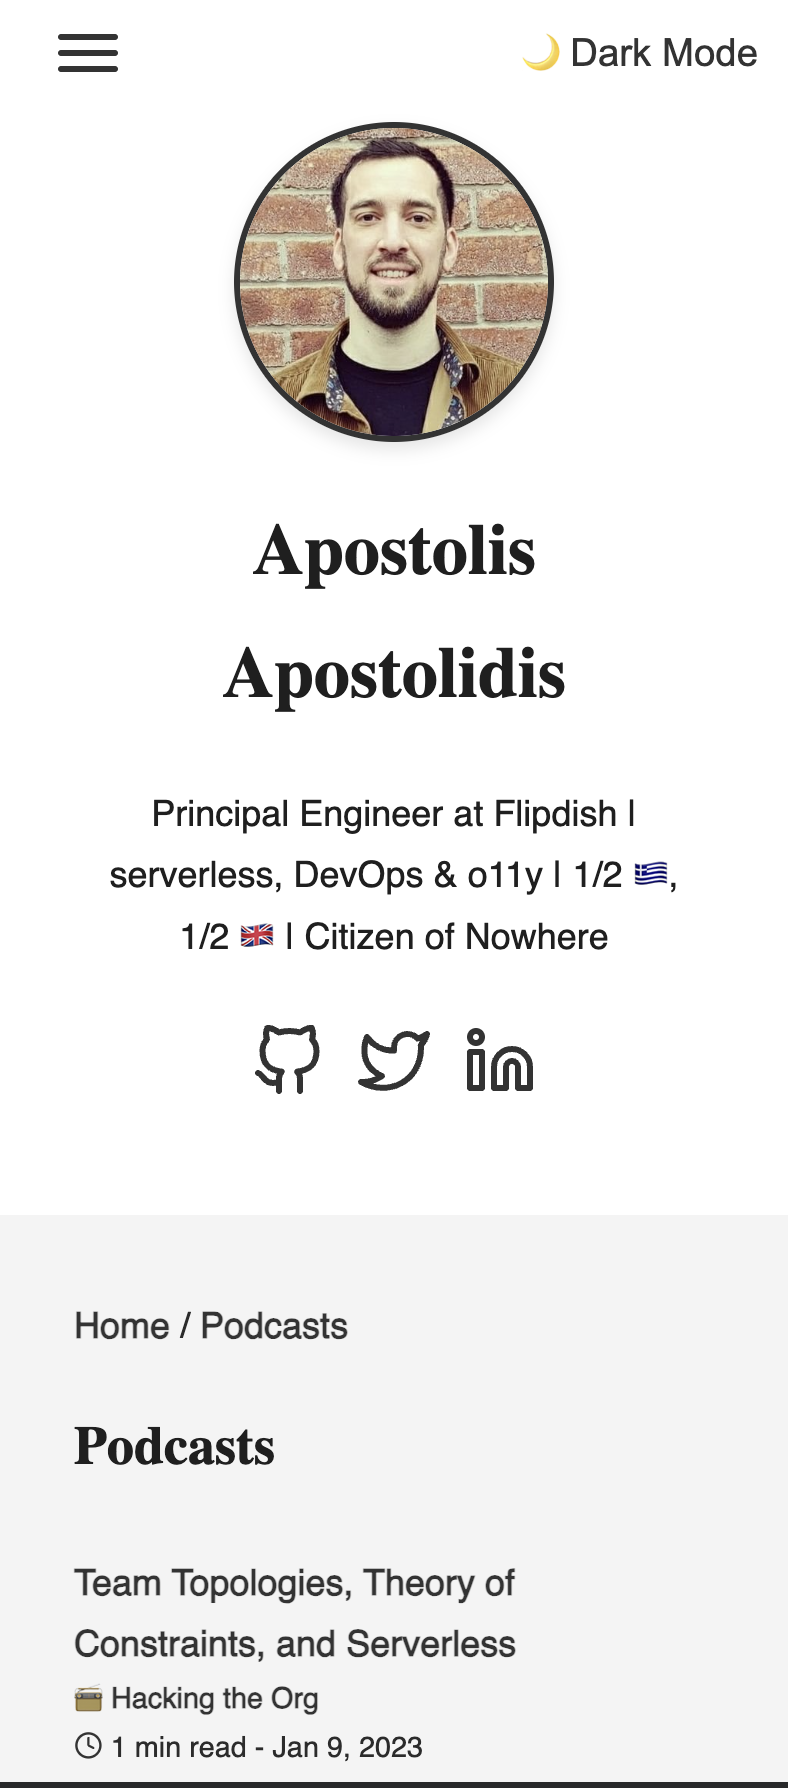 🌙 Dark Mode
Apostolis
Apostolidis
Principal Engineer at Flipdish |
serverless, DevOps & o11y | 1/2 🇬🇷,
1/2 🇬🇧 | Citizen of Nowhere
Home / Podcasts
Podcasts
Team Topologies, Theory of
Constraints, and Serverless
📻 Hacking the Org
1 min read - Jan 9, 2023